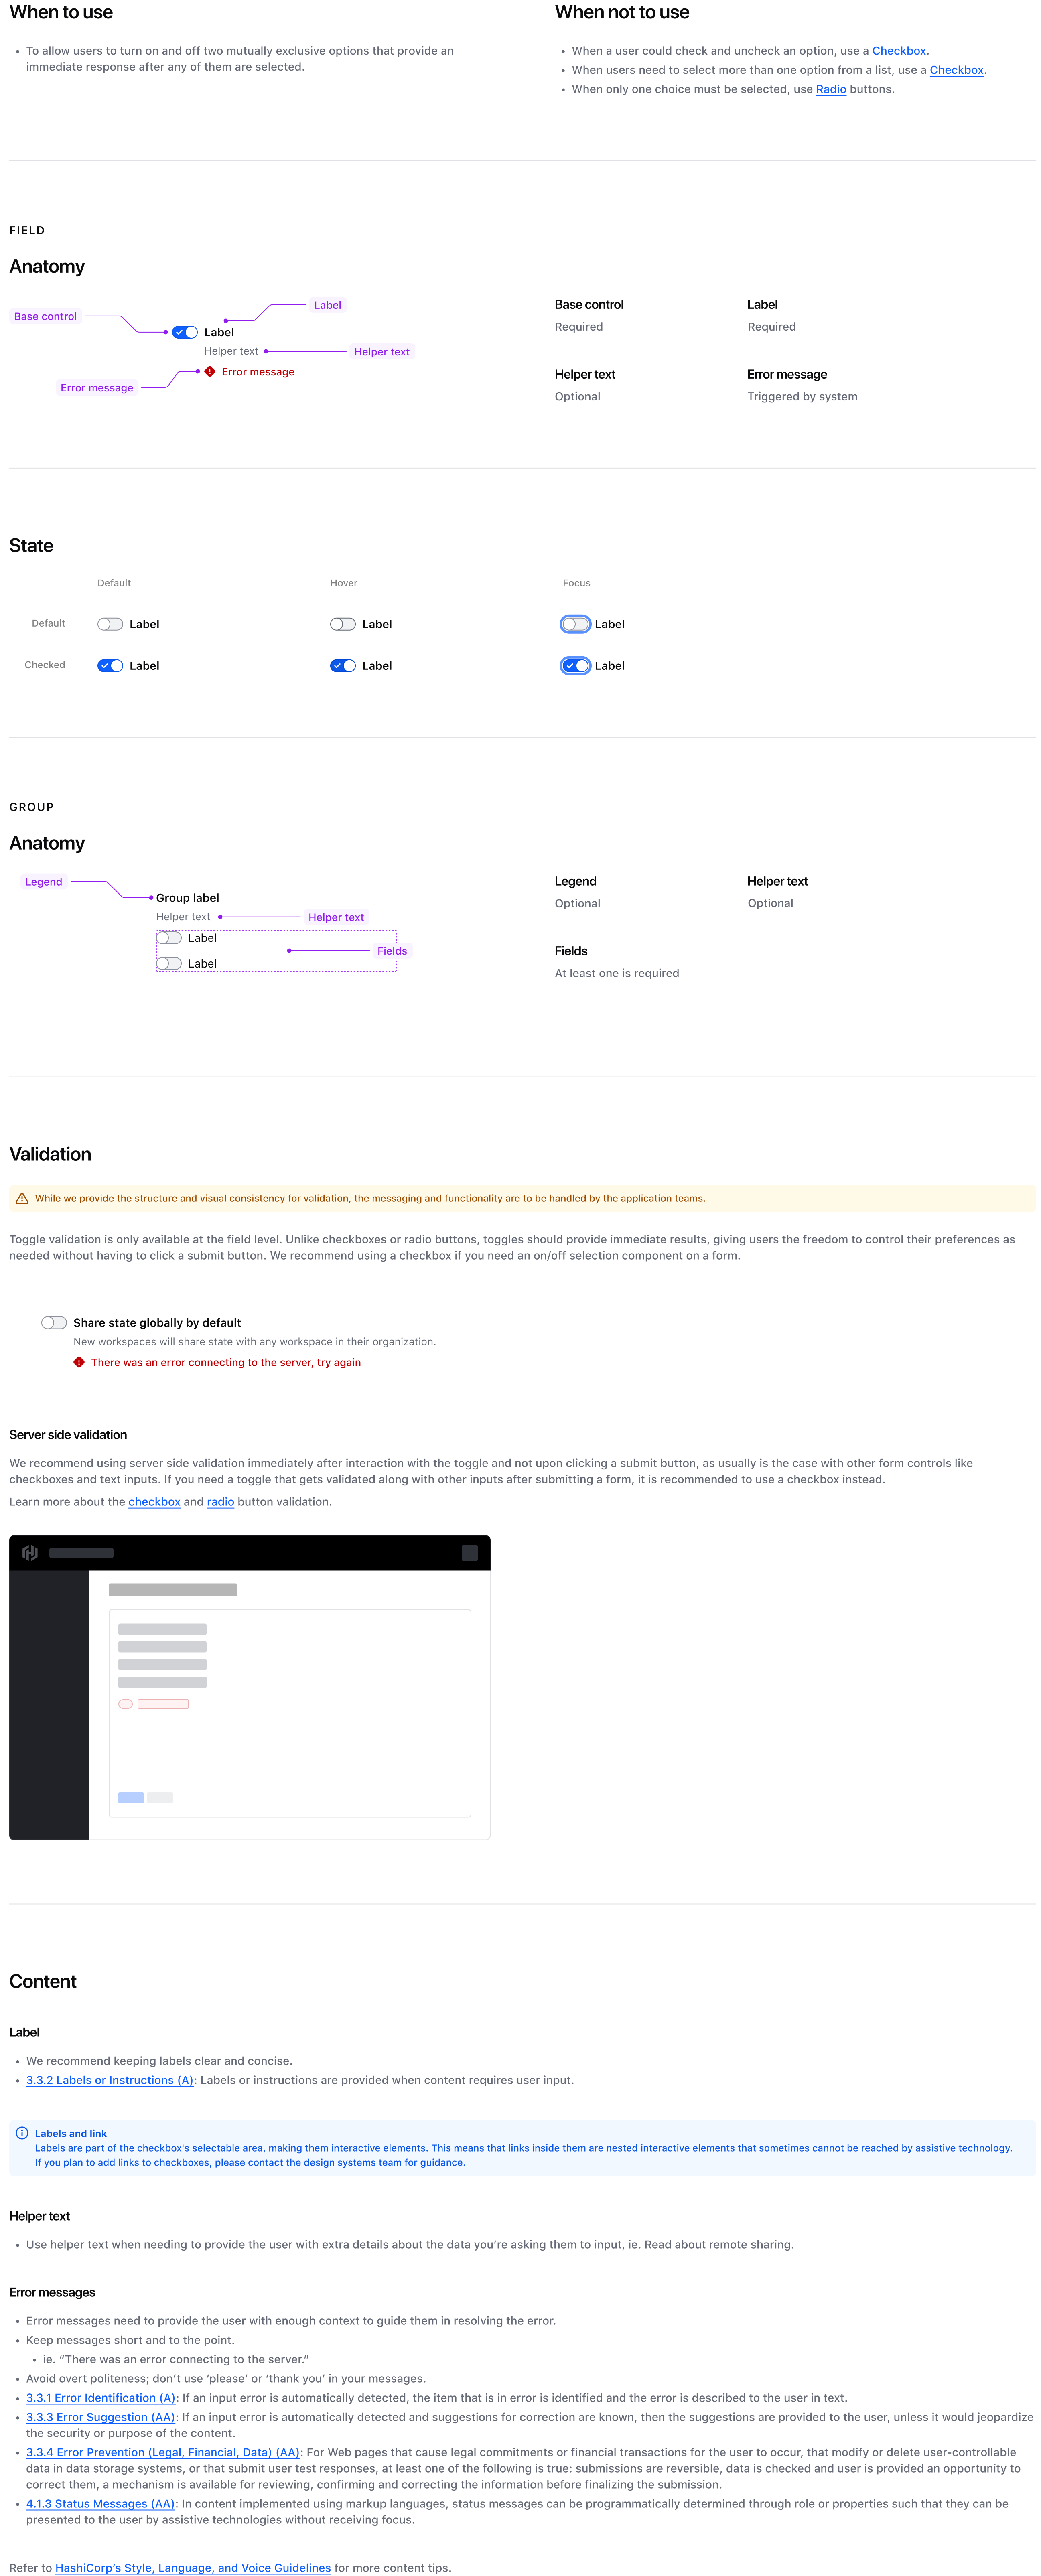 When to use
• To allow users to turn on and off two mutually exclusive options that provide an
immediate response after any of them are selected.
When not to use
• When a user could check and uncheck an option, use a Checkbox.
• When users need to select more than one option from a list, use a Checkbox.
• When only one choice must be selected, use Radio buttons.
FIELD
Anatomy
Base control
Label
Label
Helper text
Helper text
Error message
Error message
Base control
Required
Label
Required
Helper text
Optional
Error message
Triggered by system
State
Default
Hover
Focus
Default
Label
Label
Label
Checked
Label
Label
Label
GROUP
Anatomy
Legend
Group label
Helper text
Helper text
Label
Fields
Label
Legend
Optional
Helper text
Optional
Fields
At least one is required
Validation
While we provide the structure and visual consistency for validation, the messaging and functionality are to be handled by the application teams.
Toggle validation is only available at the field level. Unlike checkboxes or radio buttons, toggles should provide immediate results, giving users the freedom to control their preferences as
needed without having to click a submit button. We recommend using a checkbox if you need an on/off selection component on a form.
Share state globally by default
New workspaces will share state with any workspace in their organization.
There was an error connecting to the server, try again
Server side validation
We recommend using server side validation immediately after interaction with the toggle and not upon clicking a submit button, as usually is the case with other form controls like
checkboxes and text inputs. If you need a toggle that gets validated along with other inputs after submitting a form, it is recommended to use a checkbox instead.
Learn more about the checkbox and radio button validation.
Content
Label
• We recommend keeping labels clear and concise.
• 3.3.2 Labels or Instructions (A): Labels or instructions are provided when content requires user input.
Labels and link
Labels are part of the checkbox's selectable area, making them interactive elements. This means that links inside them are nested interactive elements that sometimes cannot be reached by assistive technology.
If you plan to add links to checkboxes, please contact the design systems team for guidance.
Helper text
• Use helper text when needing to provide the user with extra details about the data you’re asking them to input, ie. Read about remote sharing.
Error messages
• Error messages need to provide the user with enough context to guide them in resolving the error.
• Keep messages short and to the point.
• ie. “There was an error connecting to the server.”
• Avoid overt politeness; don’t use ‘please’ or ‘thank you’ in your messages.
• 3.3.1 Error Identification (A): If an input error is automatically detected, the item that is in error is identified and the error is described to the user in text.
• 3.3.3 Error Suggestion (AA): If an input error is automatically detected and suggestions for correction are known, then the suggestions are provided to the user, unless it would jeopardize
the security or purpose of the content.
• 3.3.4 Error Prevention (Legal, Financial, Data) (AA): For Web pages that cause legal commitments or financial transactions for the user to occur, that modify or delete user-controllable
data in data storage systems, or that submit user test responses, at least one of the following is true: submissions are reversible, data is checked and user is provided an opportunity to
correct them, a mechanism is available for reviewing, confirming and correcting the information before finalizing the submission.
• 4.1.3 Status Messages (AA): In content implemented using markup languages, status messages can be programmatically determined through role or properties such that they can be
presented to the user by assistive technologies without receiving focus.
Refer to HashiCorp’s Style, Language, and Voice Guidelines for more content tips.